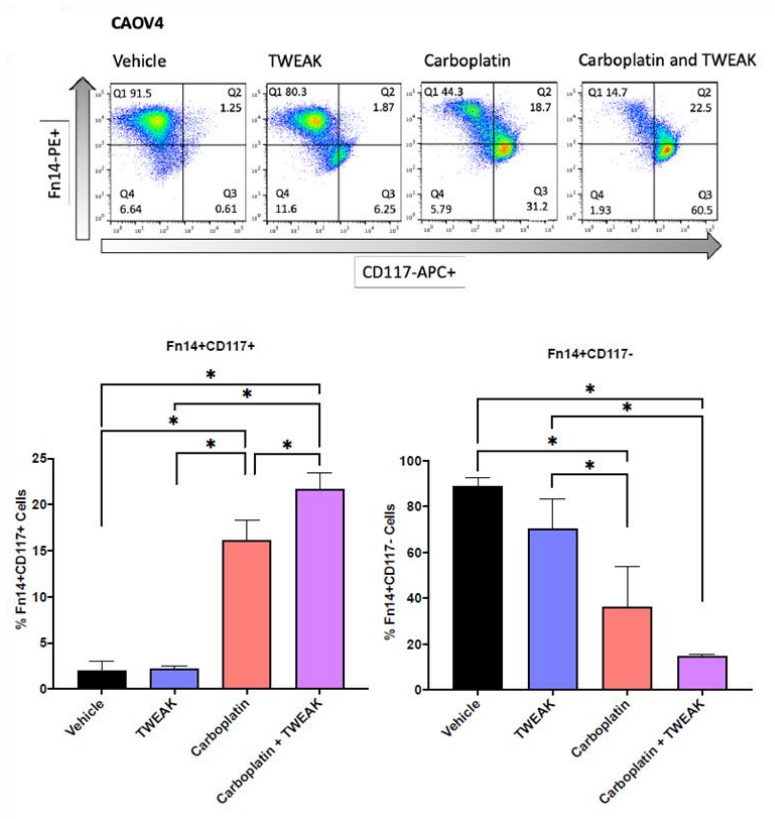 CAOV4
Vehicle
TWEAK
Carboplatin
Carboplatin and TWEAK
Fn14-PE+
Q1 91.5
Q2
1.25
Q4
6.64
Q3
0.61
Q1 80.3
Q2
1.87
Q4
11.6
Q3
6.25
Q1 44.3
Q2
18.7
Q4
5.79
Q3
31.2
Q1 14.7
Q2
22.5
Q4
1.93
Q3
60.5
CD117-APC+
Fn14+CD117+
*
*
*
*
*
% Fn14+CD117+ Cells
25
20
15
10
5
0
Vehicle
TWEAK
Carboplatin
Carboplatin + TWEAK
Fn14+CD117-
*
*
*
*
% Fn14+CD117- Cells
100
80
60
40
20
0
Vehicle
TWEAK
Carboplatin
Carboplatin + TWEAK